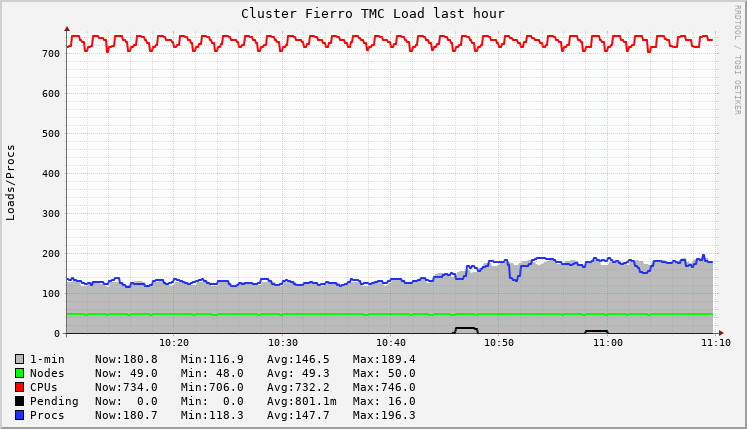 Cluster Fierro TMC Load last hour
RRDTOOL / TOBI OETIKER
Loads/Procs
700
600
500
400
300
200
100
0
10:20 10:30 10:40 10:50 11:00 11:10
1-min Now:180.8 Min:116.9 Avg:146.5 Max:189.4
Nodes Now: 49.0 Min: 48.0 Avg: 49.3 Max: 50.0
CPUs Now:734.0 Min:706.0 Avg:732.2 Max:746.0
Pending Now: 0.0 Min: 0.0 Avg:801.1m Max: 16.0
Procs Now:180.7 Min:118.3 Avg:147.7 Max:196.3